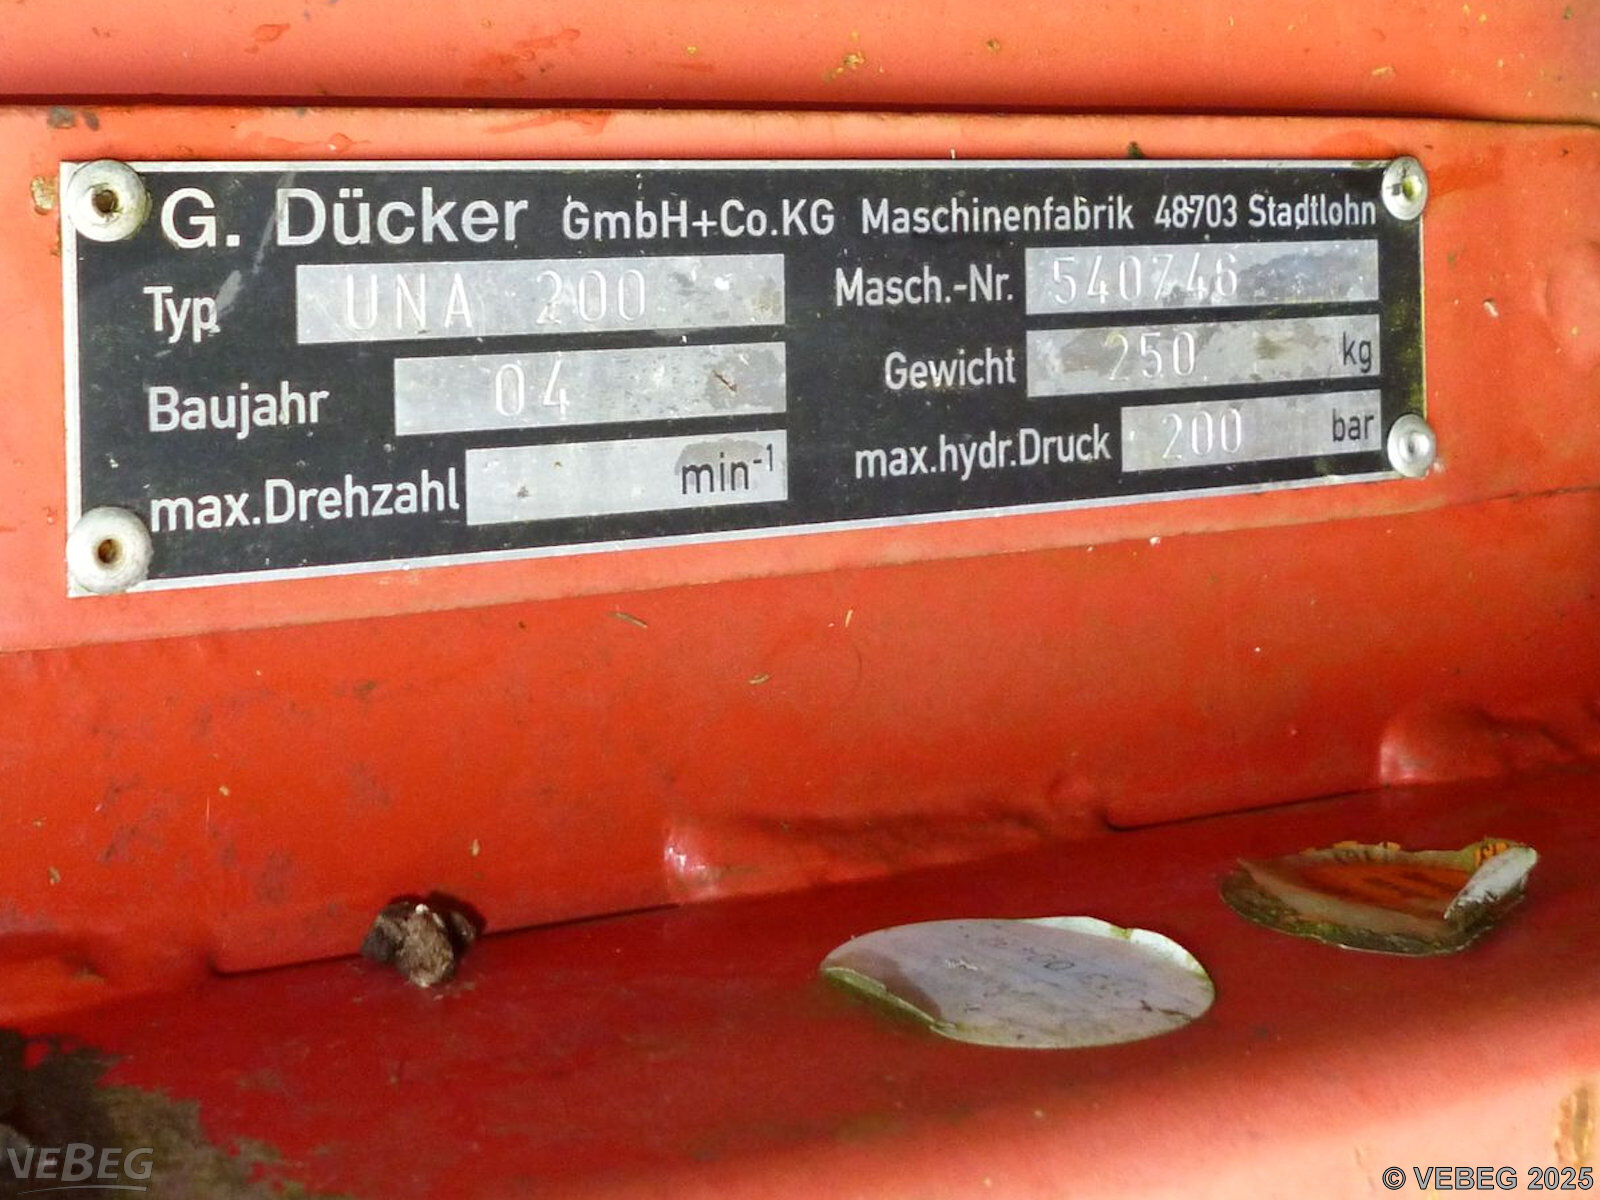 G. Dücker GmbH+Co.KG Maschinenfabrik 48703 Stadtlohn
Typ UNA 200 Masch.-Nr. 540746
Baujahr 04 Gewicht 250 kg
max.Drehzahl min⁻¹ max.hydr.Druck 200 bar
VEBEG
© VEBEG 2025